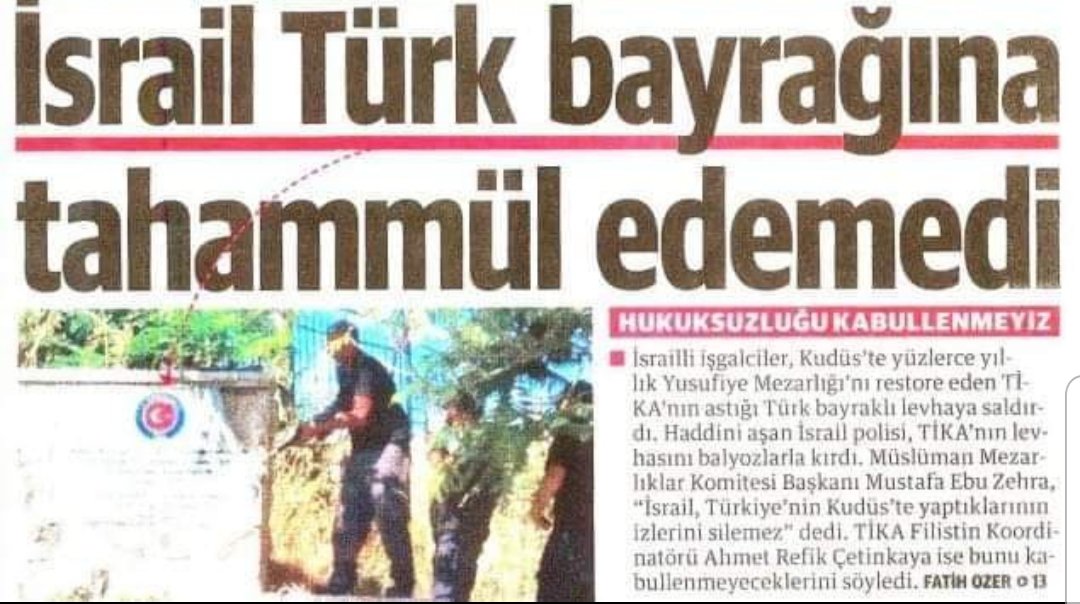 İsrail Türk bayrağına
tahammül edemedi
HUKUKSUZLUĞU KABULLENMEYİZ
İsrailli işgalciler, Kudüs'te yüzlerce yıl-
lık Yusufiye Mezarlığı'nı restore eden Tİ-
KA'nın astığı Türk bayraklı levhaya saldır-
dı. Haddini aşan İsrail polisi, TİKA'nın lev-
hasını balyozlarla kırdı. Müslüman Mezar-
lıklar Komitesi Başkanı Mustafa Ebu Zehra,
"İsrail, Türkiye'nin Kudüs'te yaptıklarının
izlerini silemez" dedi. TİKA Filistin Koordi-
natörü Ahmet Refik Çetinkaya ise bunu ka-
bullenmeyeceklerini söyledi. FATİH ÖZER 13